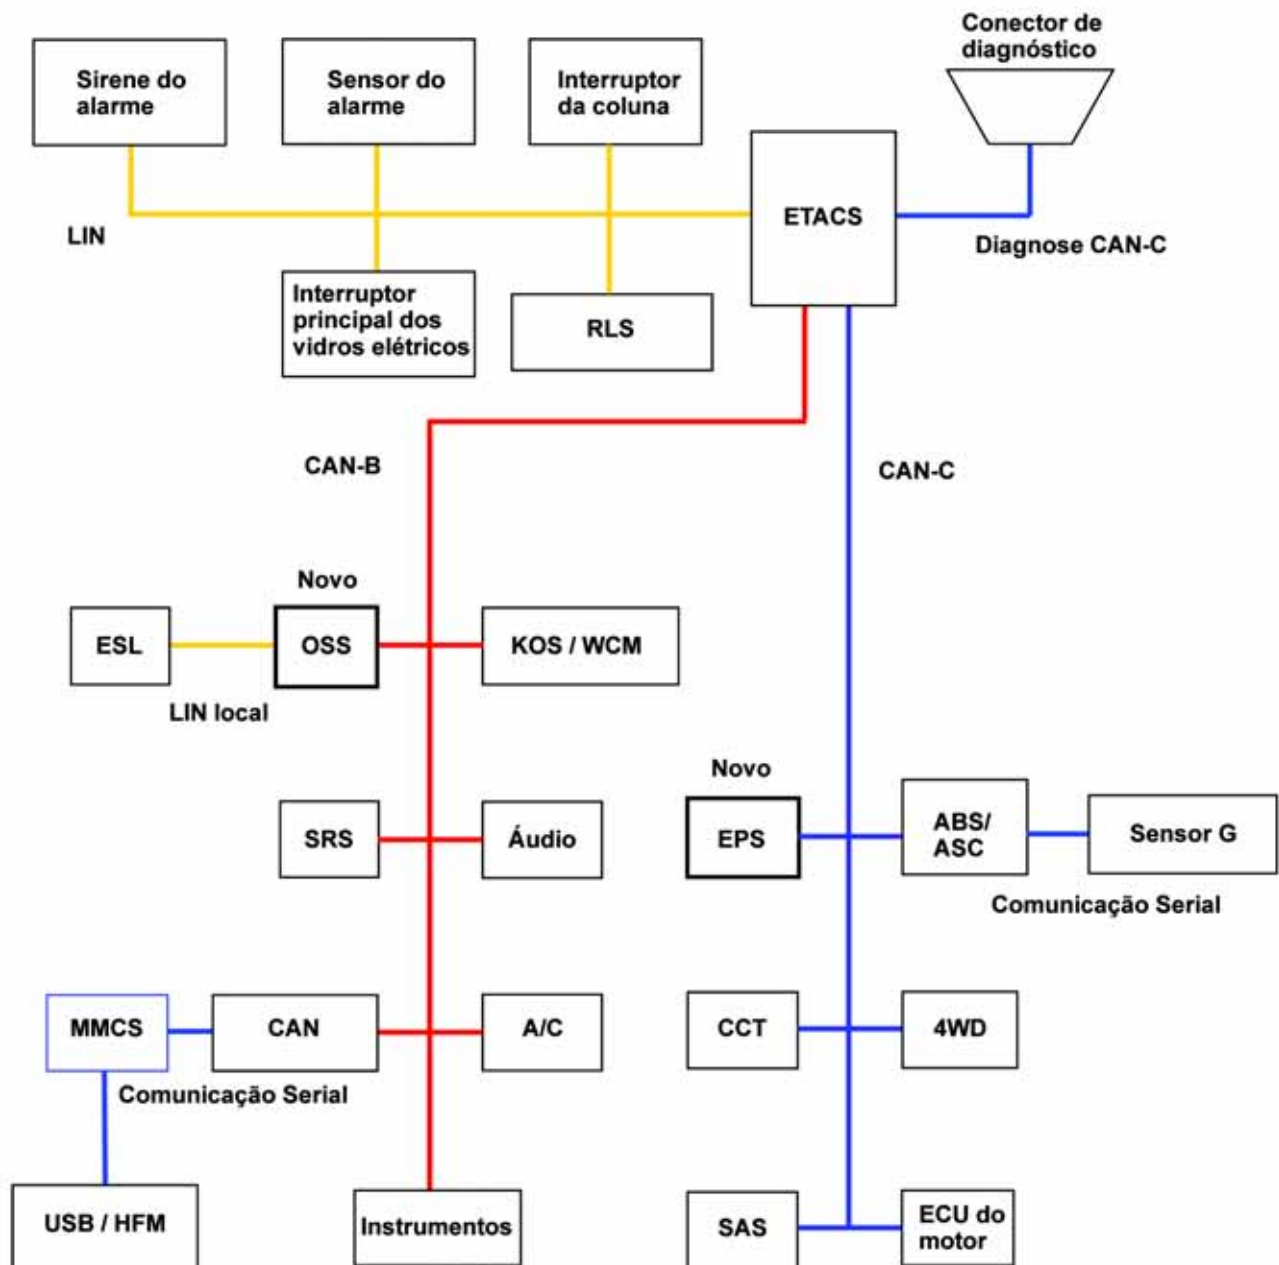 Conector de
diagnóstico
Sirene do
alarme
Sensor do
alarme
Interruptor
da coluna
ETACS
LIN
Diagnose CAN-C
Interruptor
principal dos
vidros elétricos
RLS
CAN-B
CAN-C
Novo
ESL
OSS
KOS / WCM
LIN local
Novo
SRS
Áudio
EPS
ABS/
ASC
Sensor G
Comunicação Serial
MMCS
CAN
A/C
CCT
4WD
Comunicação Serial
USB / HFM
Instrumentos
SAS
ECU do
motor